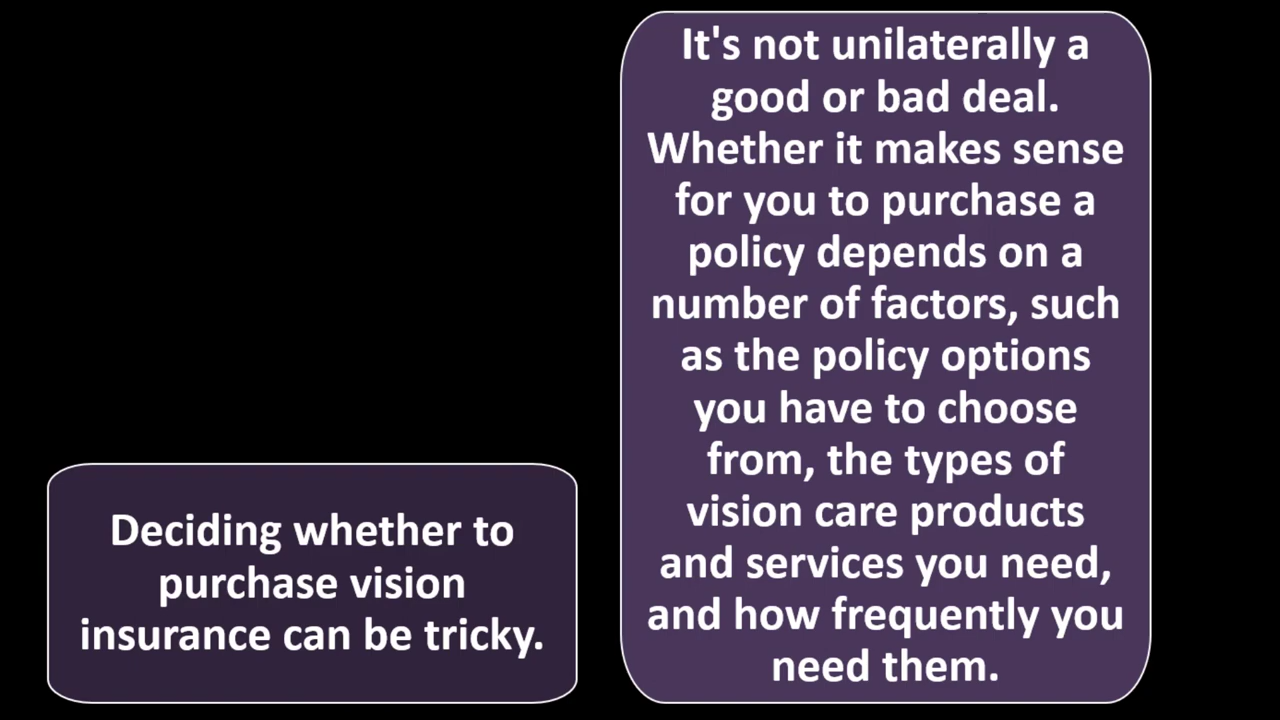 Deciding whether to
purchase vision
insurance can be tricky.
It's not unilaterally a
good or bad deal.
Whether it makes sense
for you to purchase a
policy depends on a
number of factors, such
as the policy options
you have to choose
from, the types of
vision care products
and services you need,
and how frequently you
need them.